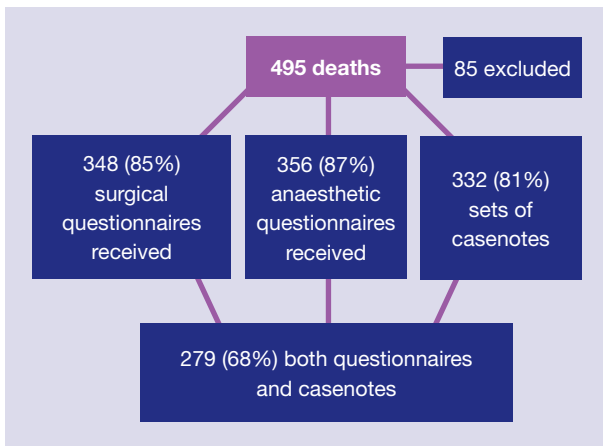 495 deaths
85 excluded
348 (85%)
surgical
questionnaires
received
356 (87%)
anaesthetic
questionnaires
received
332 (81%)
sets of
casenotes
279 (68%) both questionnaires
and casenotes